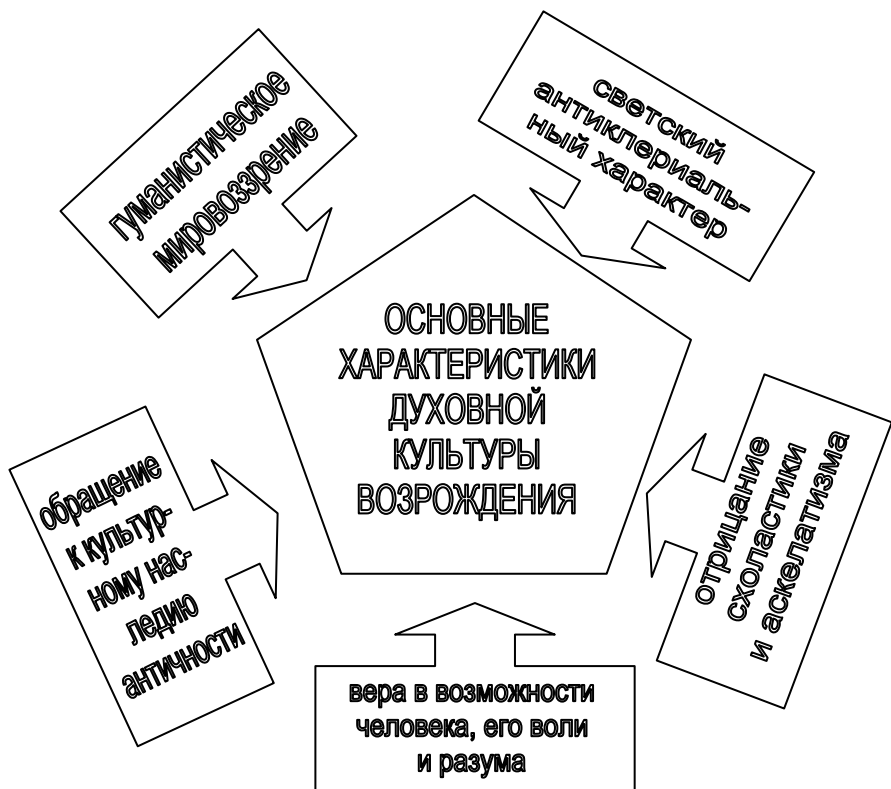 гуманистическое
мировоззрение
светский
антиклериаль-
ный характер
ОСНОВНЫЕ
ХАРАКТЕРИСТИКИ
ДУХОВНОЙ
КУЛЬТУРЫ
ВОЗРОЖДЕНИЯ
обращение
к культур-
ному нас-
ледию
античности
отрицание
схоластики
и аскелатизма
вера в возможности
человека, его воли
и разума